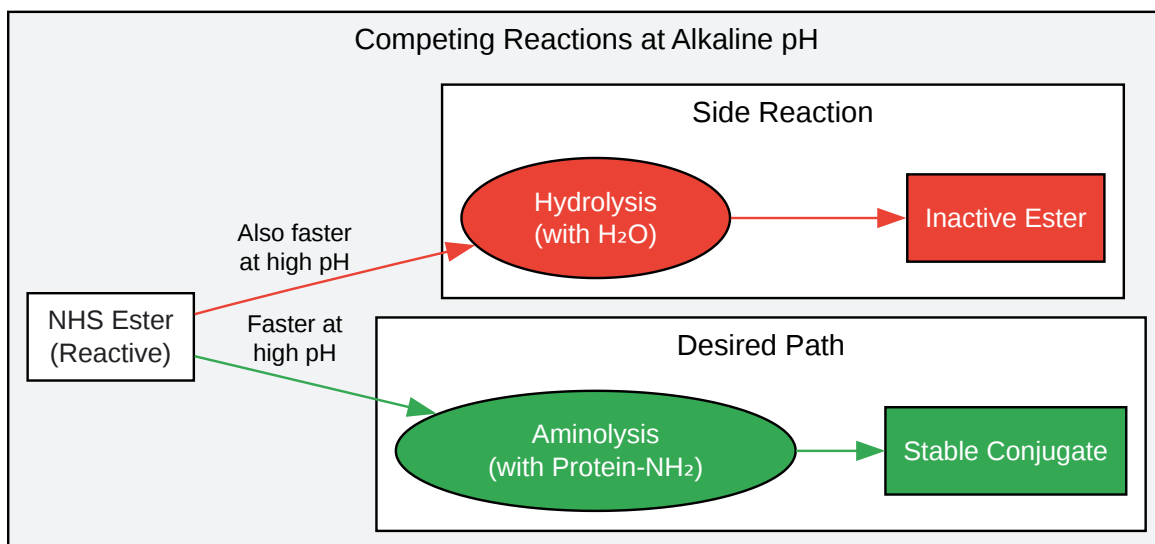 Competing Reactions at Alkaline pH
Side Reaction
Hydrolysis
(with H₂O)
Inactive Ester
Also faster
at high pH
NHS Ester
(Reactive)
Faster at
high pH
Desired Path
Aminolysis
(with Protein-NH₂)
Stable Conjugate